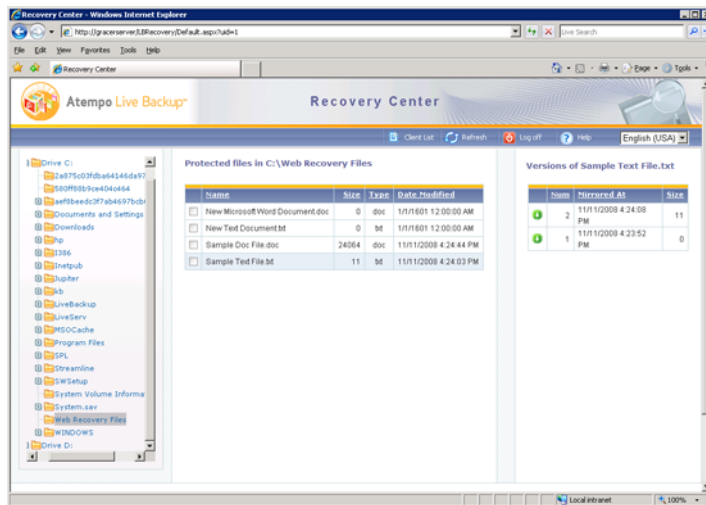 Recovery Center - Windows Internet Explorer
http://gracerserver/LBRecovery/Default.aspx?uid=1
Live Search
File Edit View Favorites Tools Help
Recovery Center
Page Tools
Atempo Live Backup™
Recovery Center
Client List Refresh Log off Help English (USA)
Drive C:
2a875c03fdba64146da97
580ff88b9ce404c464
aef8beedc3f7ab4697bcb
Documents and Settings
Downloads
hp
I386
Inetpub
Jupiter
kb
LiveBackup
LiveServ
MSOCache
Program Files
SPL
Streamline
SWSetup
System Volume Informa
System.sav
Web Recovery Files
WINDOWS
Drive D:
Protected files in C:\Web Recovery Files
Name Size Type Date Modified
New Microsoft Word Document.doc 0 doc 1/1/1601 12:00:00 AM
New Text Document.txt 0 txt 1/1/1601 12:00:00 AM
Sample Doc File.doc 24064 doc 11/11/2008 4:24:44 PM
Sample Text File.txt 11 txt 11/11/2008 4:24:03 PM
Versions of Sample Text File.txt
Num Mirrored At Size
2 11/11/2008 4:24:08 PM 11
1 11/11/2008 4:23:52 PM 0
Local intranet 100%